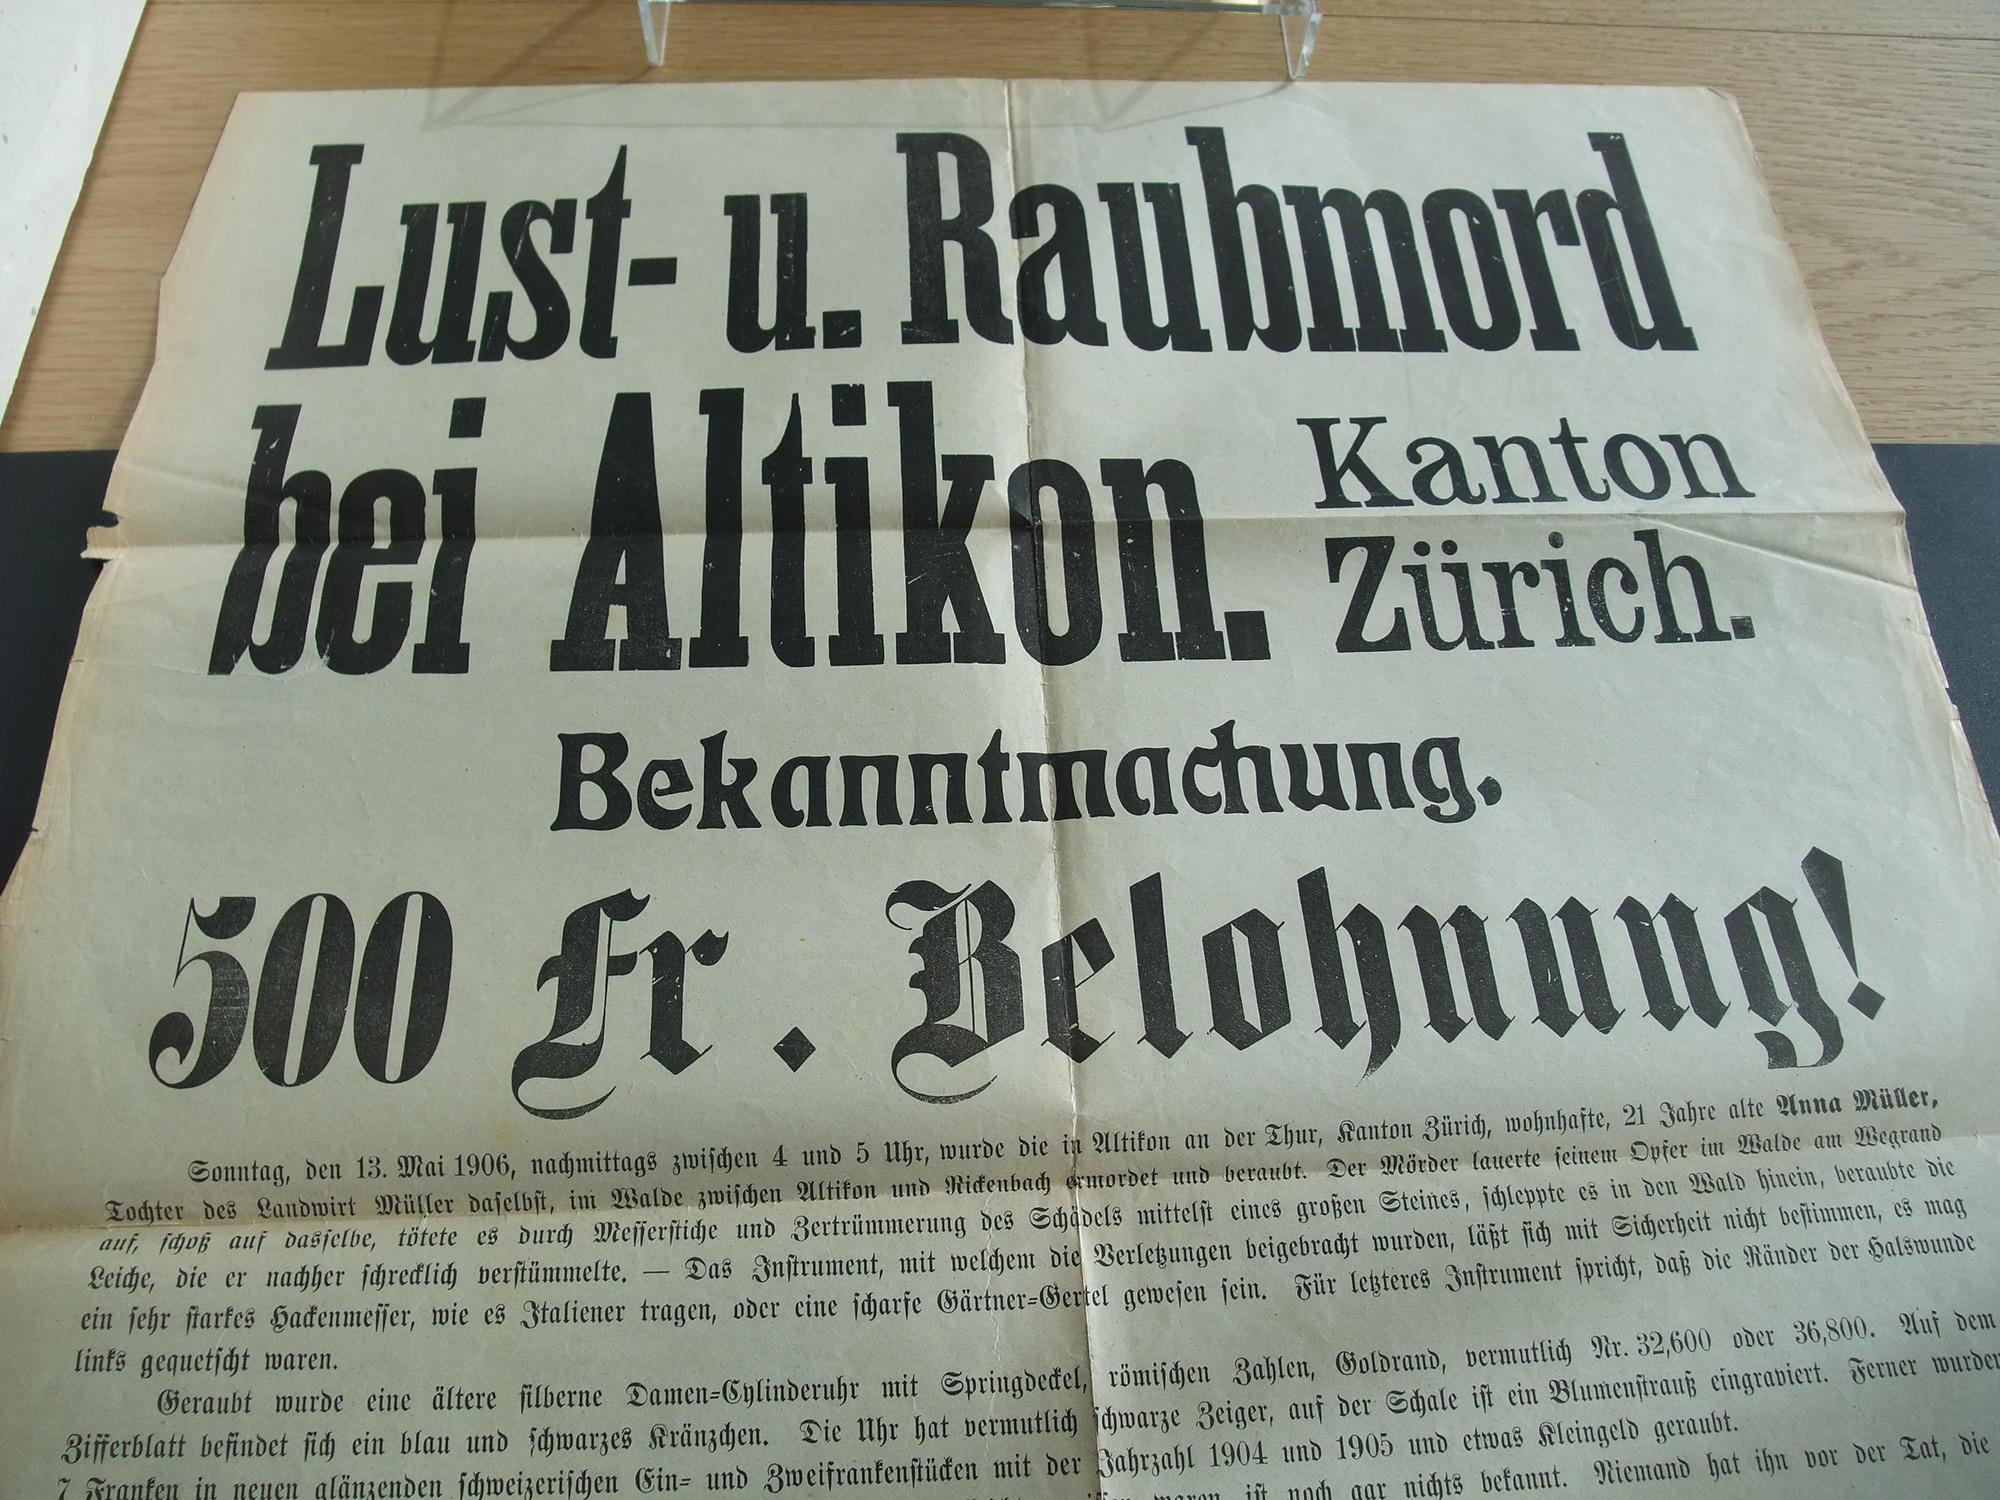 Lust- u. Raubmord
bei Altikon. Kanton Zürich.
Bekanntmachung.
500 Fr. Belohnung!
Sonntag, den 13. Mai 1906, nachmittags zwischen 4 und 5 Uhr, wurde die in Altikon an der Thur, Kanton Zürich, wohnhafte, 21 Jahre alte Anna Müller,
Tochter des Landwirt Müller daselbst, im Walde zwischen Altikon und Rickenbach ermordet und beraubt. Der Mörder lauerte seinem Opfer im Walde am Wegrand
auf, schoß auf dasselbe, tötete es durch Messerstiche und Zertrümmerung des Schädels mittelst eines großen Steines, schleppte es in den Wald hinein, beraubte die
Leiche, die er nachher schrecklich verstümmelte. — Das Instrument, mit welchem die Verletzungen beigebracht wurden, läßt sich mit Sicherheit nicht bestimmen, es mag
ein sehr starkes Hackenmesser, wie es Italiener tragen, oder eine scharfe Gärtner-Gertel gewesen sein. Für letzteres Instrument spricht, daß die Ränder der Halswunde
links gequetscht waren.
Geraubt wurde eine ältere silberne Damen-Cylinderuhr mit Springdeckel, römischen Zahlen, Goldrand, vermutlich Nr. 32,600 oder 36,800. Auf dem
Zifferblatt befindet sich ein blau und schwarzes Kränzchen. Die Uhr hat vermutlich schwarze Zeiger, auf der Schale ist ein Blumenstrauß eingraviert. Ferner wurden
7 Franken in neuen glänzenden schweizerischen Ein- und Zweifrankenstücken mit der Jahrzahl 1904 und 1905 und etwas Kleingeld geraubt.
waren, ist noch gar nichts bekannt. Niemand hat ihn vor der Tat, die